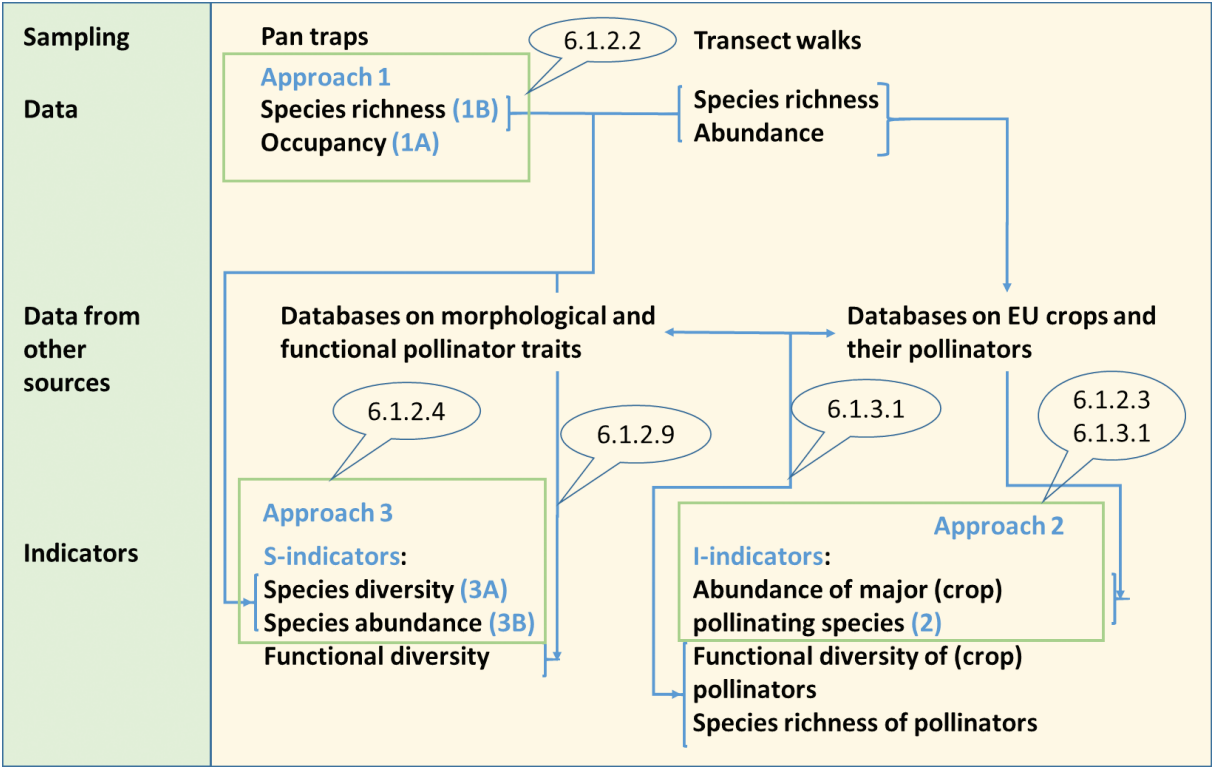 Sampling
Pan traps
6.1.2.2
Transect walks
Approach 1
Data
Species richness (1B)
Occupancy (1A)
Species richness
Abundance
Data from
other
sources
Databases on morphological and
functional pollinator traits
Databases on EU crops and
their pollinators
6.1.2.4
6.1.2.9
6.1.3.1
6.1.2.3
6.1.3.1
Indicators
Approach 3
S-indicators:
Species diversity (3A)
Species abundance (3B)
Functional diversity
Approach 2
I-indicators:
Abundance of major (crop)
pollinating species (2)
Functional diversity of (crop)
pollinators
Species richness of pollinators